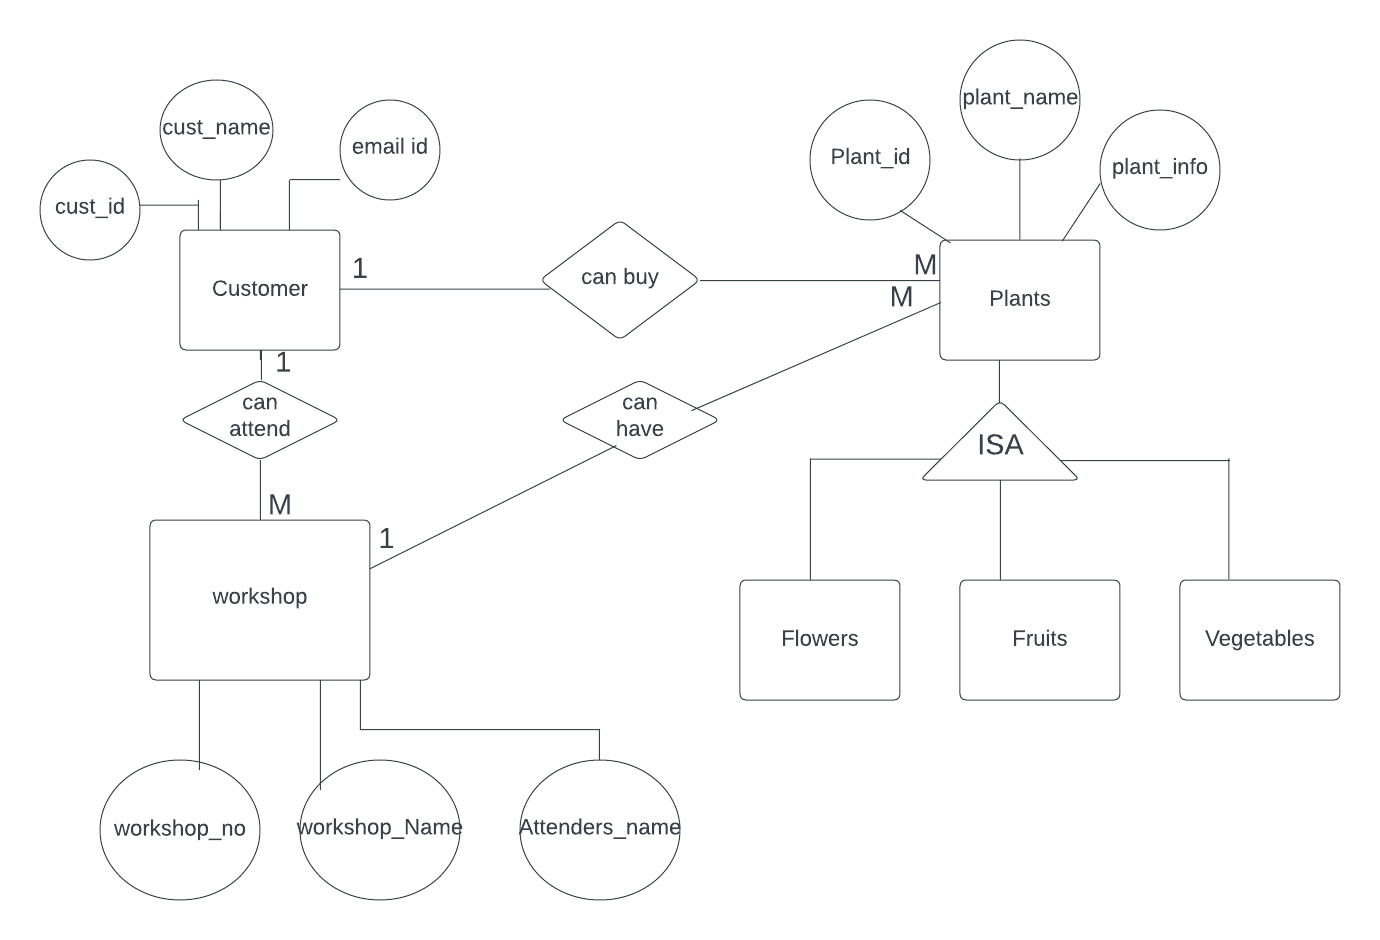 plant_name
cust_name
email id
Plant_id
plant_info
cust_id
Customer
1
can buy
M
M
Plants
1
can
attend
can
have
ISA
M
1
workshop
Flowers
Fruits
Vegetables
workshop_no
workshop_Name
Attenders_name